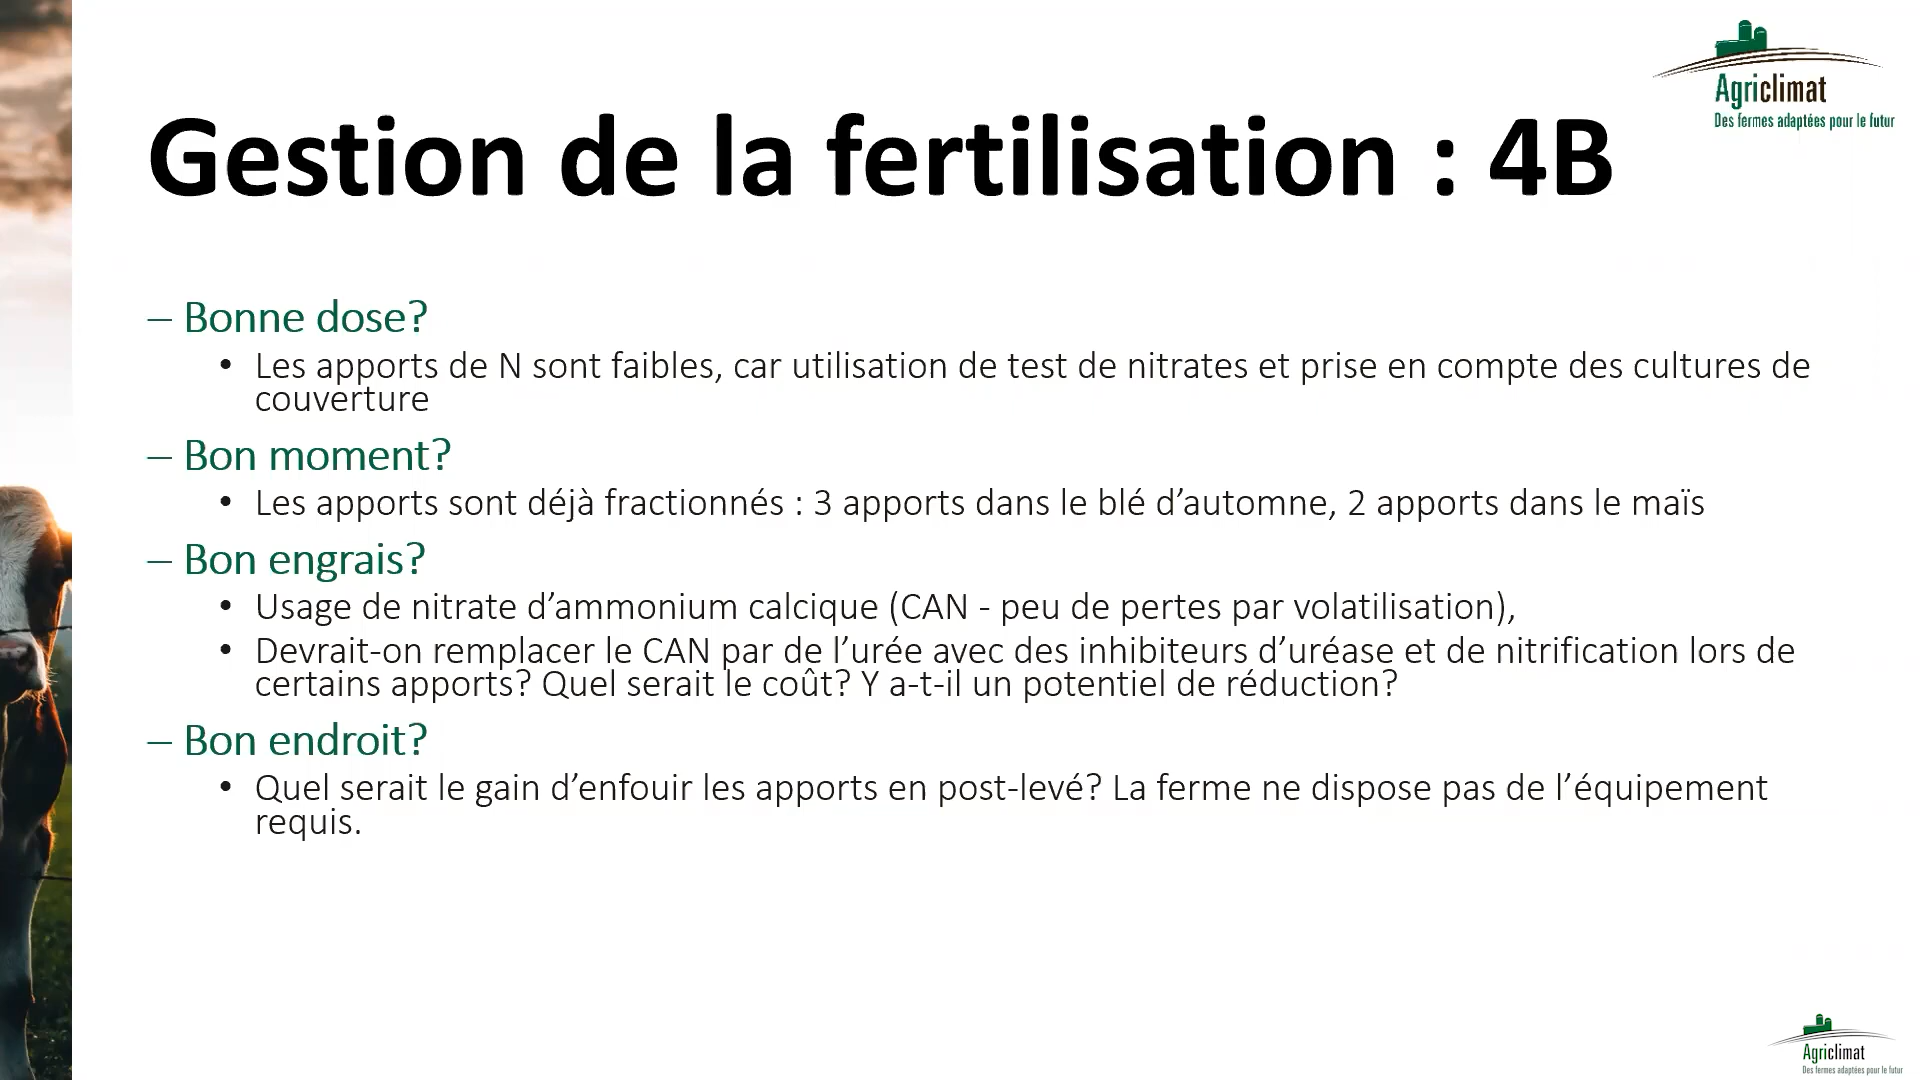 Agriclimat
Des fermes adaptées pour le futur
Gestion de la fertilisation : 4B
– Bonne dose?
• Les apports de N sont faibles, car utilisation de test de nitrates et prise en compte des cultures de
couverture
– Bon moment?
• Les apports sont déjà fractionnés : 3 apports dans le blé d’automne, 2 apports dans le maïs
– Bon engrais?
• Usage de nitrate d’ammonium calcique (CAN - peu de pertes par volatilisation),
• Devrait-on remplacer le CAN par de l’urée avec des inhibiteurs d’uréase et de nitrification lors de
certains apports? Quel serait le coût? Y a-t-il un potentiel de réduction?
– Bon endroit?
• Quel serait le gain d’enfouir les apports en post-levé? La ferme ne dispose pas de l’équipement
requis.
Agriclimat
Des fermes adaptées pour le futur